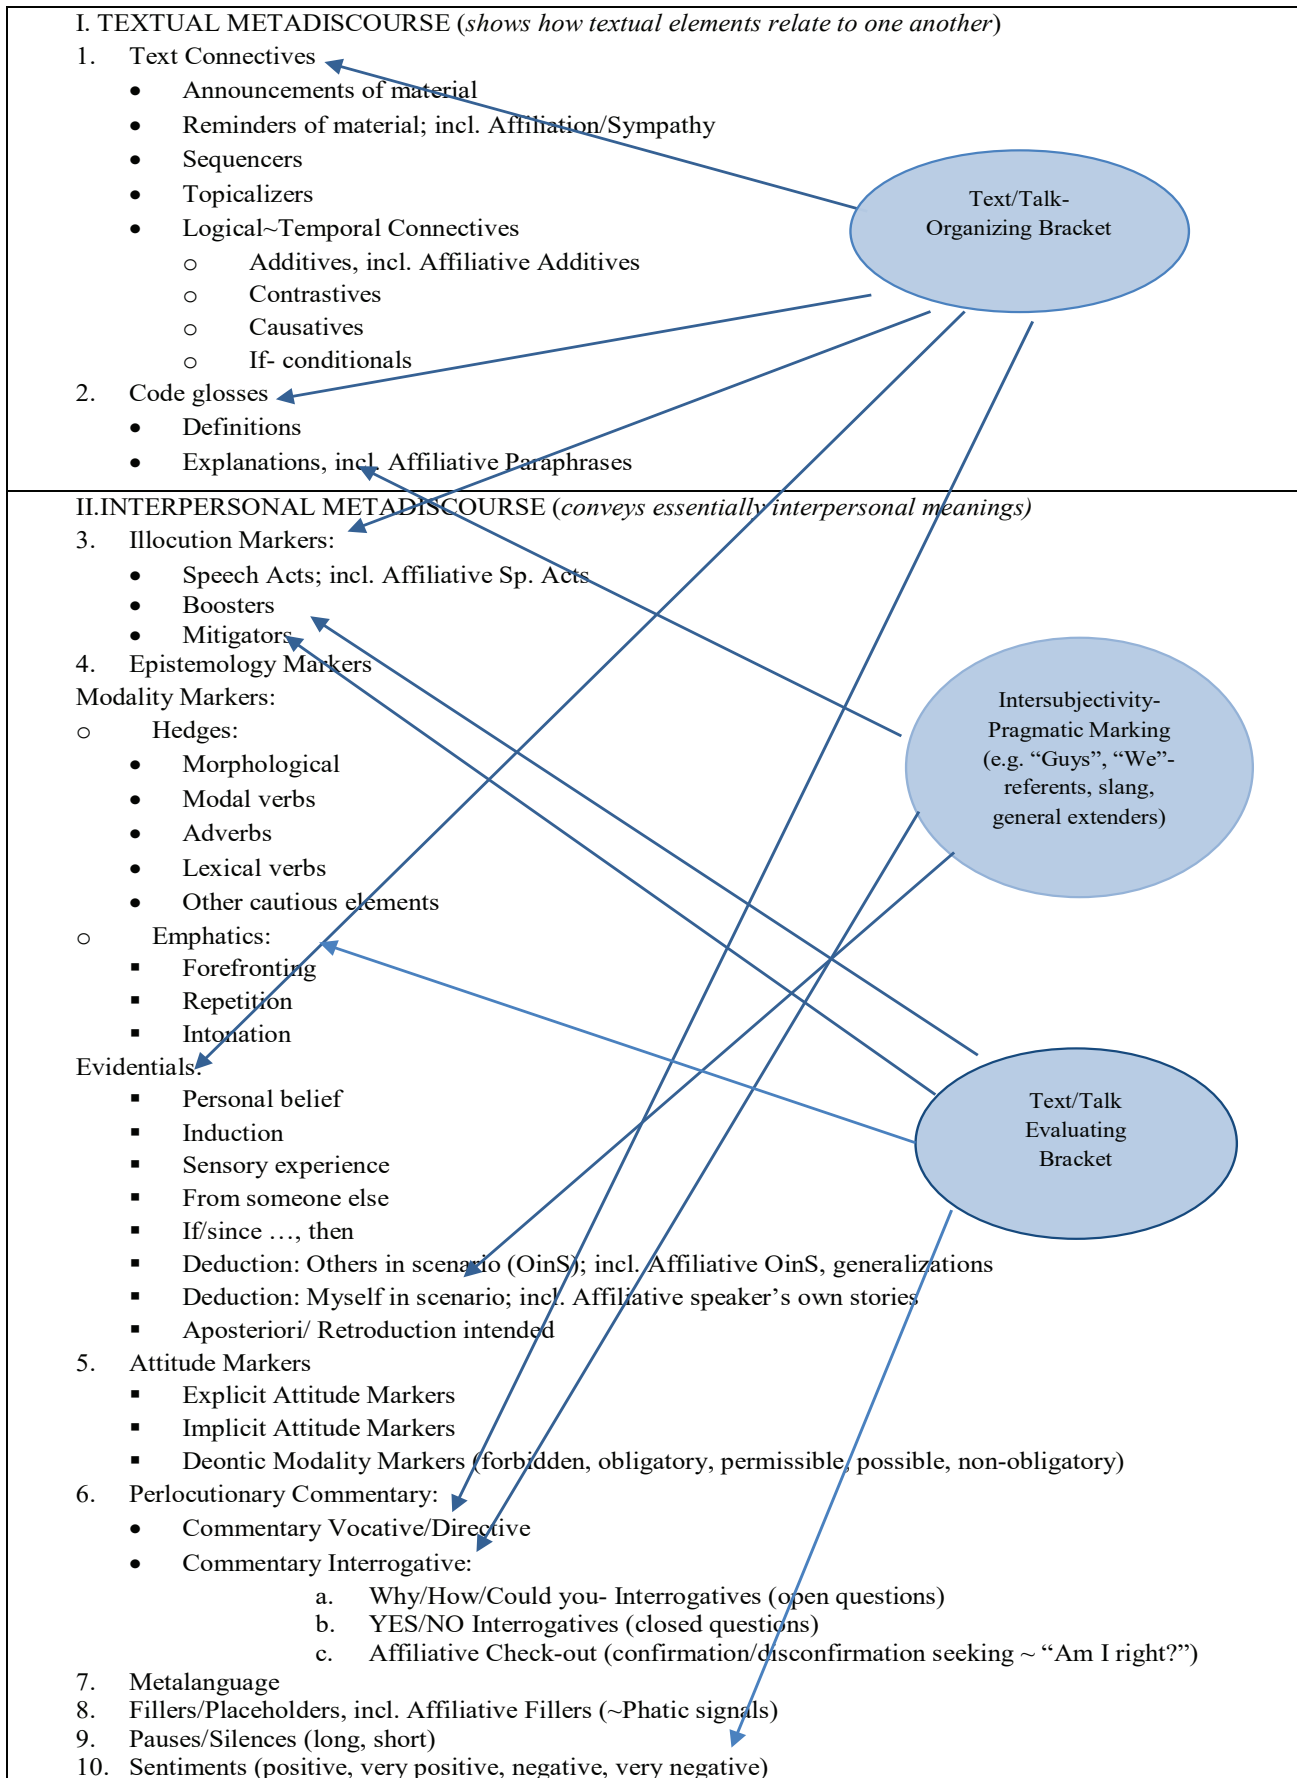 I. TEXTUAL METADISCOURSE (shows how textual elements relate to one another)
1. Text Connectives
• Announcements of material
• Reminders of material; incl. Affiliation/Sympathy
• Sequencers
• Topicalizers
• Logical~Temporal Connectives
o Additives, incl. Affiliative Additives
o Contrastives
o Causatives
o If- conditionals
2. Code glosses
• Definitions
• Explanations, incl. Affiliative Paraphrases
Text/Talk-
Organizing Bracket
II.INTERPERSONAL METADISCOURSE (conveys essentially interpersonal meanings)
3. Illocution Markers:
• Speech Acts; incl. Affiliative Sp. Acts
• Boosters
• Mitigators
4. Epistemology Markers
Modality Markers:
o Hedges:
• Morphological
• Modal verbs
• Adverbs
• Lexical verbs
• Other cautious elements
o Emphatics:
▪ Forefronting
▪ Repetition
▪ Intonation
Intersubjectivity-
Pragmatic Marking
(e.g. “Guys”, “We”-
referents, slang,
general extenders)
Evidentials:
▪ Personal belief
▪ Induction
▪ Sensory experience
▪ From someone else
▪ If/since …, then
▪ Deduction: Others in scenario (OinS); incl. Affiliative OinS, generalizations
▪ Deduction: Myself in scenario; incl. Affiliative speaker’s own stories
▪ Aposteriori/ Retroduction intended
Text/Talk
Evaluating
Bracket
5. Attitude Markers
▪ Explicit Attitude Markers
▪ Implicit Attitude Markers
▪ Deontic Modality Markers (forbidden, obligatory, permissible, possible, non-obligatory)
6. Perlocutionary Commentary:
• Commentary Vocative/Directive
• Commentary Interrogative:
a. Why/How/Could you- Interrogatives (open questions)
b. YES/NO Interrogatives (closed questions)
c. Affiliative Check-out (confirmation/disconfirmation seeking ~ “Am I right?”)
7. Metalanguage
8. Fillers/Placeholders, incl. Affiliative Fillers (~Phatic signals)
9. Pauses/Silences (long, short)
10. Sentiments (positive, very positive, negative, very negative)